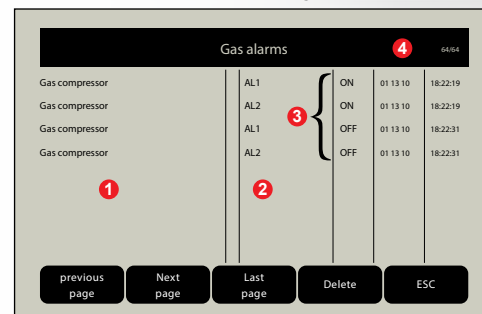 Gas alarms 4 64/64
Gas compressor AL1 ON 01 13 10 18:22:19
Gas compressor AL2 ON 01 13 10 18:22:19
3
Gas compressor AL1 OFF 01 13 10 18:22:31
Gas compressor AL2 OFF 01 13 10 18:22:31
1 2
previous Next Last Delete ESC
page page page